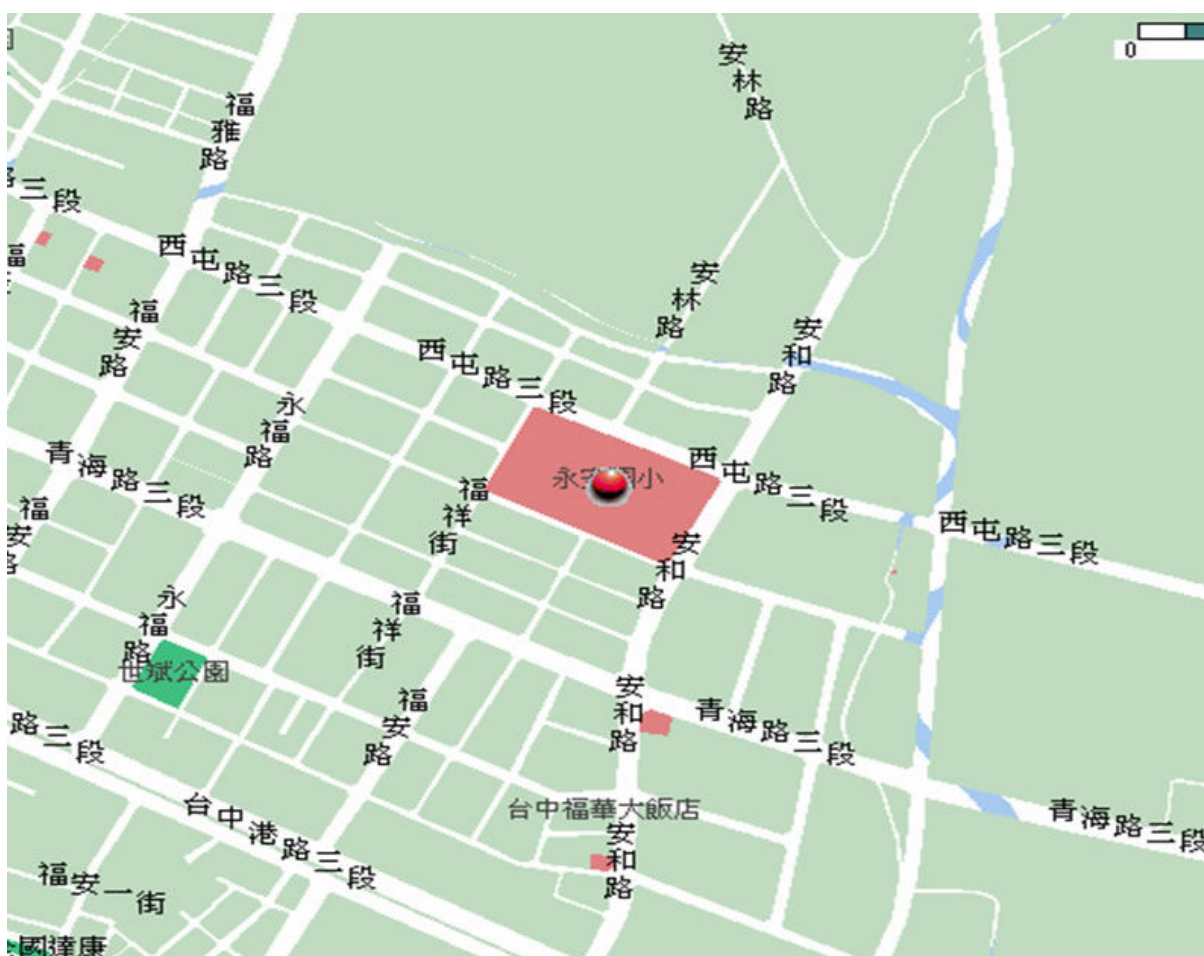 安林路
0
福雅路
路三段
西屯路三段
福安路
安林路
安和路
西屯路三段
永福路
青海路三段
永安國小
西屯路三段
西屯路三段
福祥街
福安路
安和路
永福路
福祥街
世斌公園
福安路
安和路
青海路三段
路三段
台中港路三段
台中福華大飯店
安和路
青海路三段
福安一街
國達康